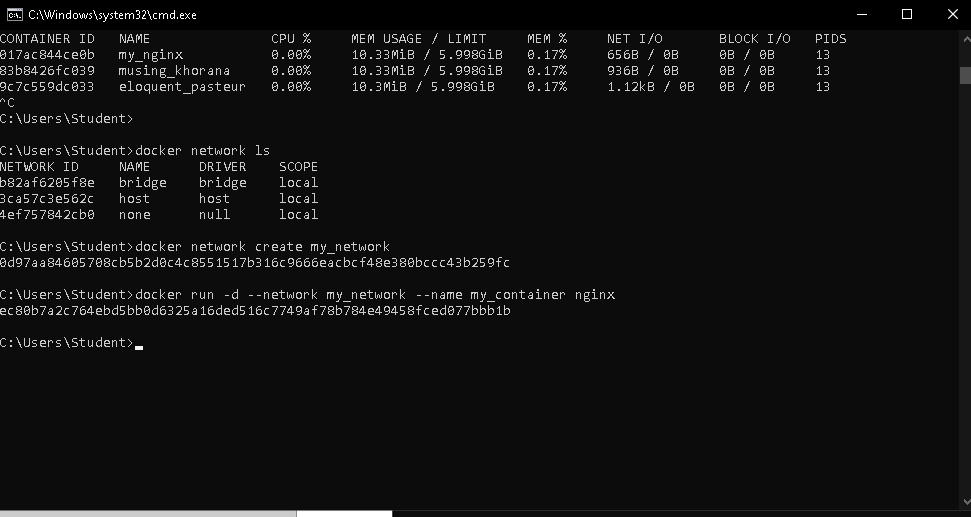 C:\Windows\system32\cmd.exe
CONTAINER ID   NAME               CPU %     MEM USAGE / LIMIT     MEM %     NET I/O       BLOCK I/O   PIDS
017ac844ce0b   my_nginx           0.00%     10.33MiB / 5.998GiB   0.17%     656B / 0B     0B / 0B     13
83b8426fc039   musing_khorana     0.00%     10.33MiB / 5.998GiB   0.17%     936B / 0B     0B / 0B     13
9c7c559dc033   eloquent_pasteur   0.00%     10.3MiB / 5.998GiB    0.17%     1.12kB / 0B   0B / 0B     13
^C
C:\Users\Student>
C:\Users\Student>docker network ls
NETWORK ID     NAME      DRIVER    SCOPE
b82af6205f8e   bridge    bridge    local
3ca57c3e562c   host      host      local
4ef757842cb0   none      null      local
C:\Users\Student>docker network create my_network
0d97aa84605708cb5b2d0c4c8551517b316c9666eacbcf48e380bccc43b259fc
C:\Users\Student>docker run -d --network my_network --name my_container nginx
ec80b7a2c764ebd5bb0d6325a16ded516c7749af78b784e49458fced077bbb1b
C:\Users\Student>